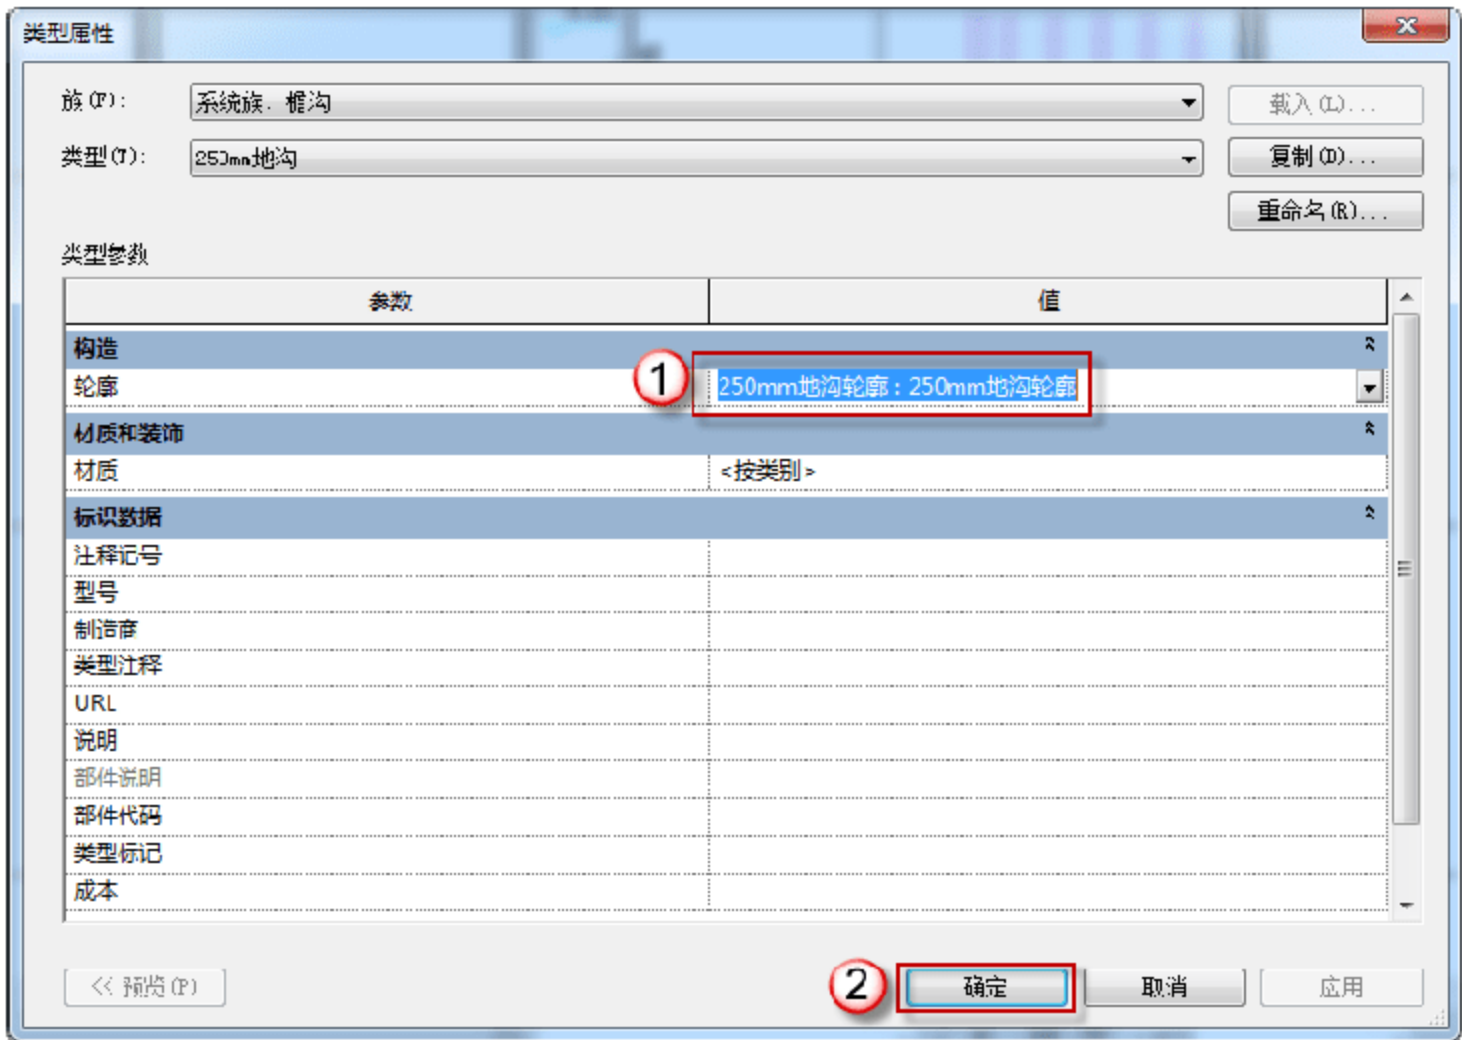 类型属性
族(F):
系统族: 檐沟
载入(L)...
类型(T):
250mm地沟
复制(D)...
重命名(R)...
类型参数
参数
值
构造
轮廓
①
250mm地沟轮廓 : 250mm地沟轮廓
材质和装饰
材质
<按类别>
标识数据
注释记号
型号
制造商
类型注释
URL
说明
部件说明
部件代码
类型标记
成本
<< 预览(P)
②
确定
取消
应用